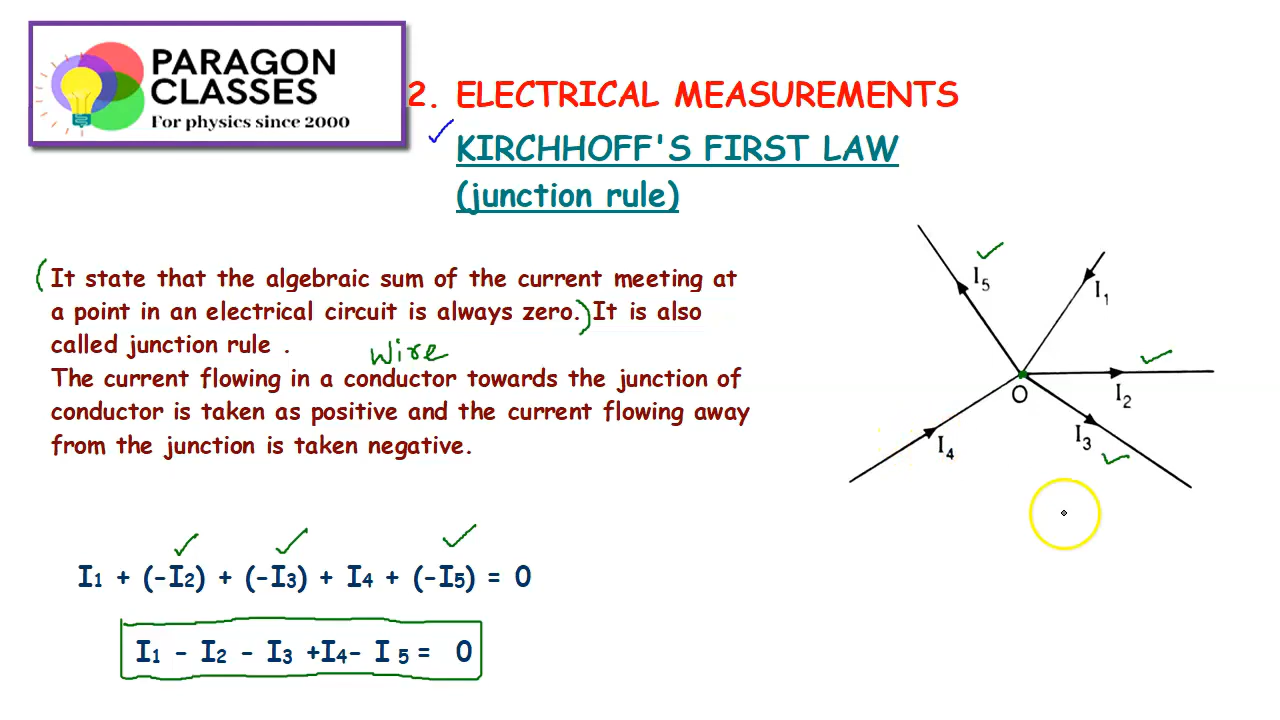 PARAGON
CLASSES
For physics since 2000
2. ELECTRICAL MEASUREMENTS
KIRCHHOFF'S FIRST LAW
(junction rule)
(It state that the algebraic sum of the current meeting at
a point in an electrical circuit is always zero.) It is also
called junction rule .
Wire
The current flowing in a conductor towards the junction of
conductor is taken as positive and the current flowing away
from the junction is taken negative.
I₁ + (-I₂) + (-I₃) + I₄ + (-I₅) = 0
I₁ - I₂ - I₃ +I₄- I ₅ = 0
I₅
I₁
O
I₂
I₃
I₄